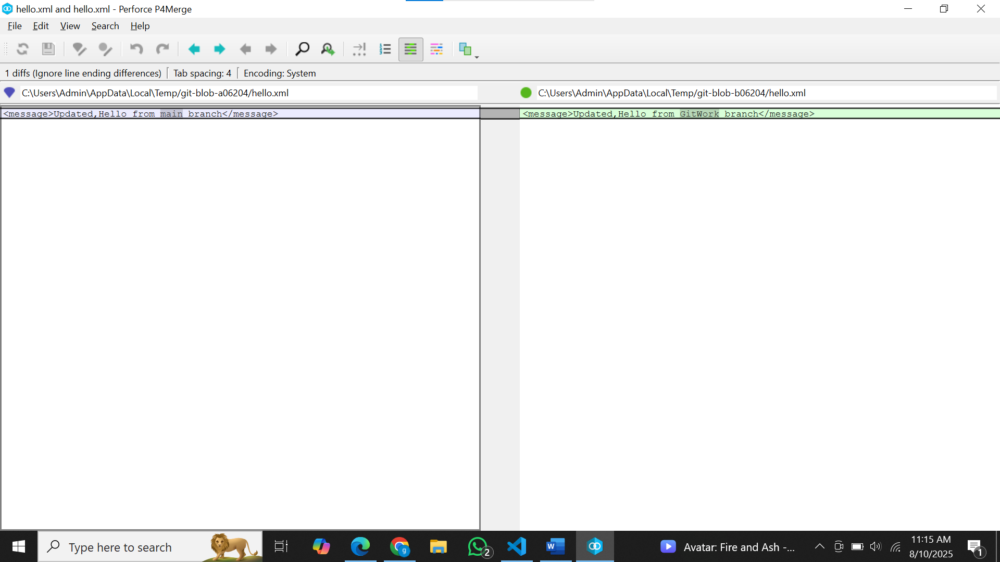 hello.xml and hello.xml - Perforce P4Merge
File Edit View Search Help
1 diffs (Ignore line ending differences) Tab spacing: 4 Encoding: System
C:\Users\Admin\AppData\Local\Temp/git-blob-a06204/hello.xml
C:\Users\Admin\AppData\Local\Temp/git-blob-b06204/hello.xml
<message>Updated,Hello from main branch</message>
<message>Updated,Hello from GitWork branch</message>
Type here to search
2
Avatar: Fire and Ash -...
11:15 AM
8/10/2025
1